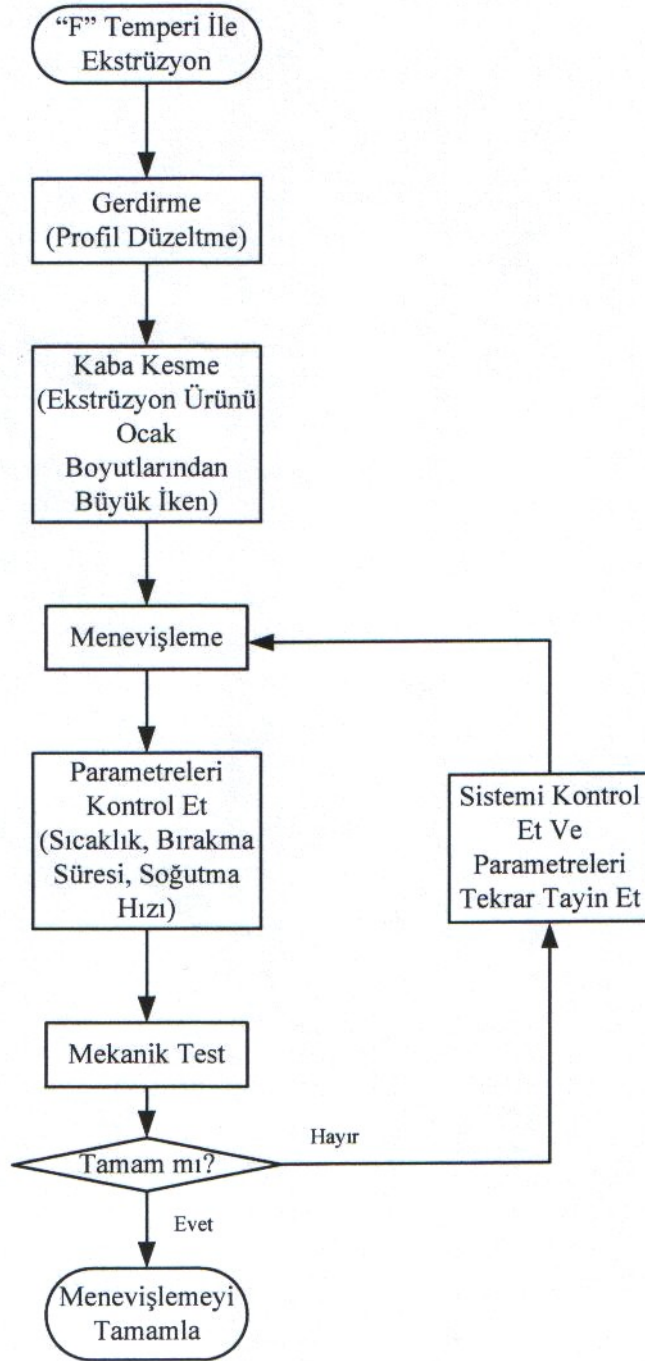 “F” Temperi İle
Ekstrüzyon
Gerdirme
(Profil Düzeltme)
Kaba Kesme
(Ekstrüzyon Ürünü
Ocak
Boyutlarından
Büyük İken)
Menevişleme
Parametreleri
Kontrol Et
(Sıcaklık, Bırakma
Süresi, Soğutma
Hızı)
Sistemi Kontrol
Et Ve
Parametreleri
Tekrar Tayin Et
Mekanik Test
Tamam mı?
Hayır
Evet
Menevişlemeyi
Tamamla